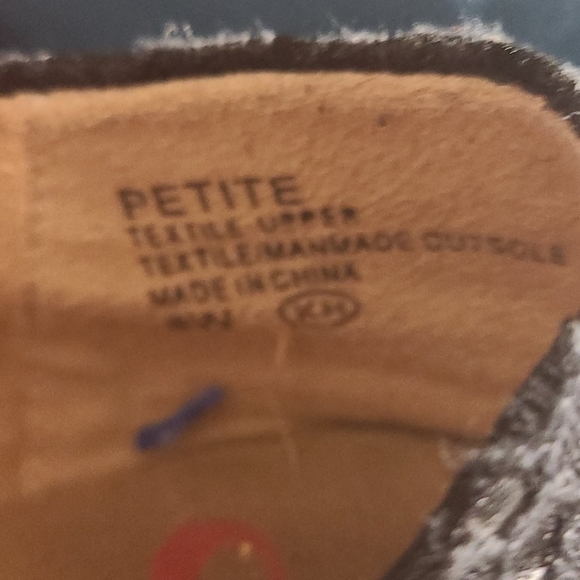 PETITE
TEXTILE UPPER
TEXTILE/MANMADE OUTSOLE
MADE IN CHINA